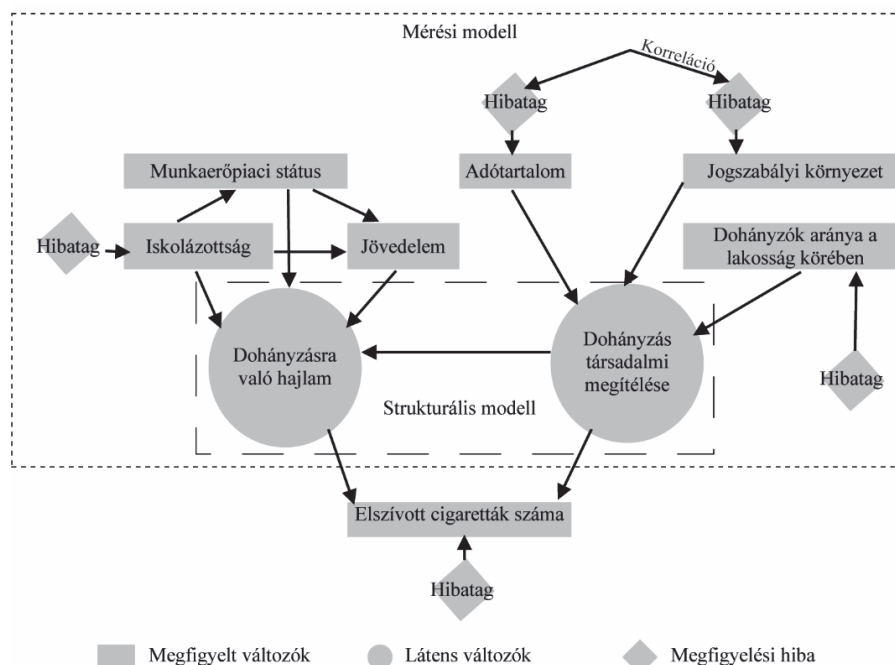 Mérési modell
Korreláció
Hibatag
Hibatag
Munkaerőpiaci státus
Adótartalom
Jogszabályi környezet
Hibatag
Iskolázottság
Jövedelem
Dohányzók aránya a
lakosság körében
Dohányzásra
való hajlam
Dohányzás
társadalmi
megítélése
Hibatag
Strukturális modell
Elszívott cigaretták száma
Hibatag
Megfigyelt változók
Látens változók
Megfigyelési hiba